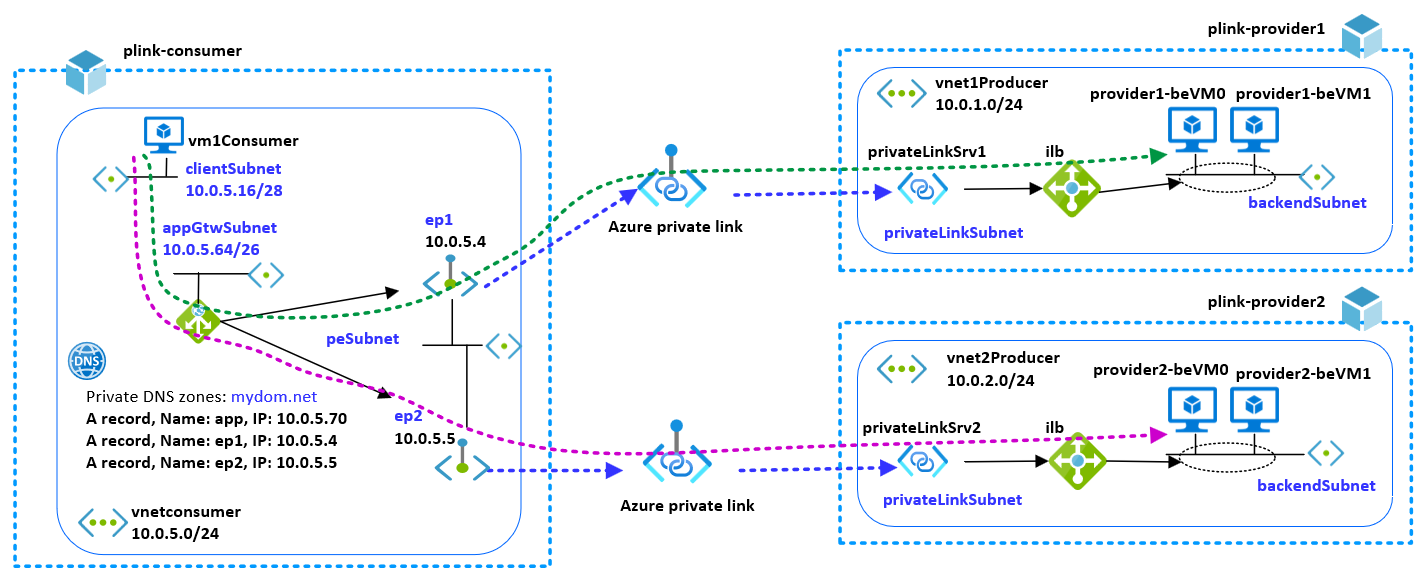 plink-consumer
vm1Consumer
clientSubnet
10.0.5.16/28
appGtwSubnet
10.0.5.64/26
ep1
10.0.5.4
peSubnet
DNS
Private DNS zones: mydom.net
A record, Name: app, IP: 10.0.5.70
A record, Name: ep1, IP: 10.0.5.4
A record, Name: ep2, IP: 10.0.5.5
ep2
10.0.5.5
vnetconsumer
10.0.5.0/24
Azure private link
Azure private link
plink-provider1
vnet1Producer
10.0.1.0/24
provider1-beVM0
provider1-beVM1
privateLinkSrv1
ilb
privateLinkSubnet
backendSubnet
plink-provider2
vnet2Producer
10.0.2.0/24
provider2-beVM0
provider2-beVM1
privateLinkSrv2
ilb
privateLinkSubnet
backendSubnet